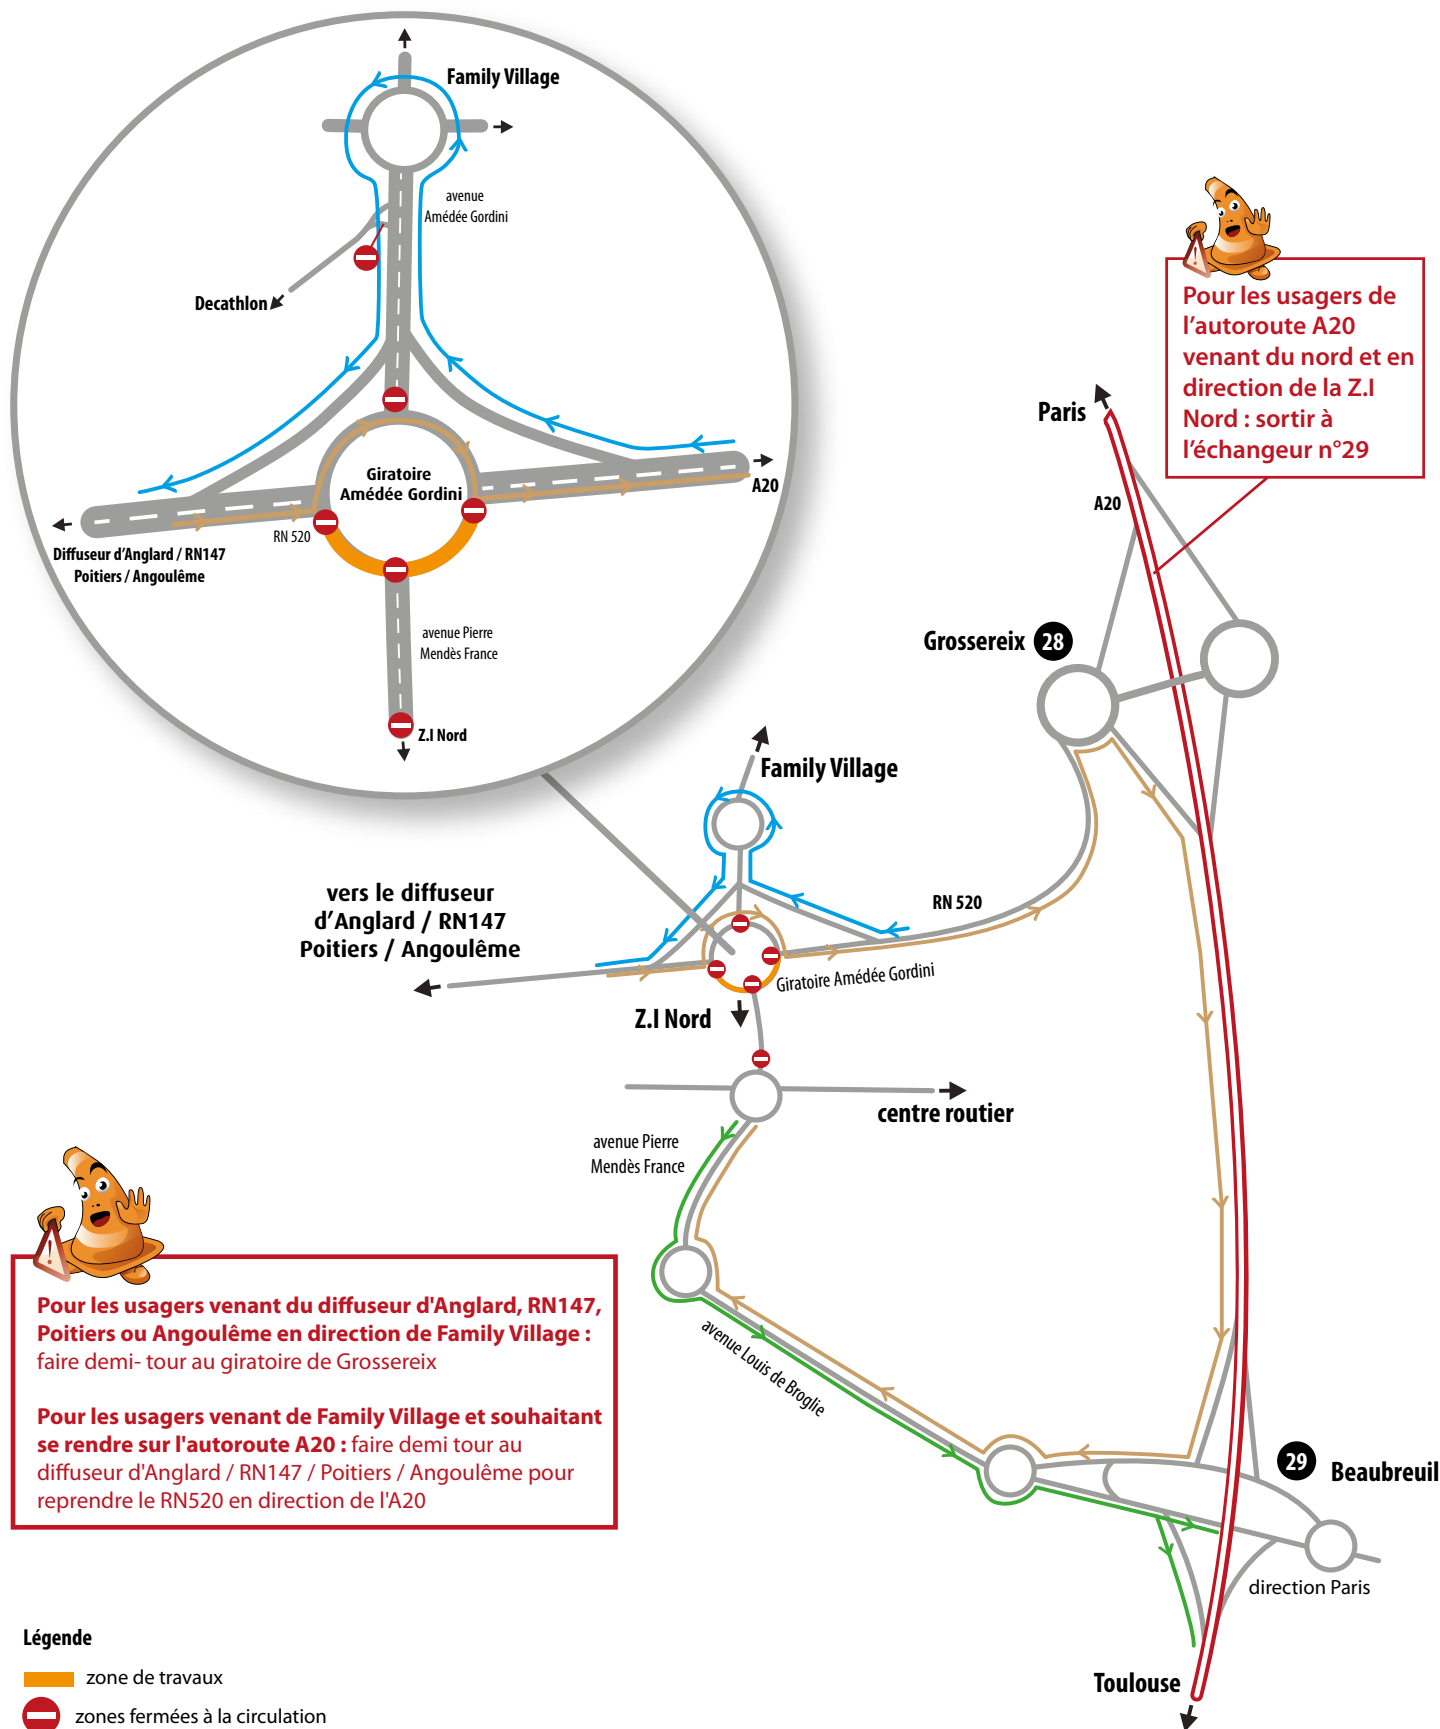 Family Village
avenue
Amédée Gordini
Decathlon
Giratoire
Amédée Gordini
A20
RN 520
Diffuseur d'Anglard / RN147
Poitiers / Angoulême
avenue Pierre
Mendès France
Z.I Nord
Pour les usagers de
l'autoroute A20
venant du nord et en
direction de la Z.I
Nord : sortir à
l'échangeur n°29
Paris
A20
Grossereix 28
Family Village
vers le diffuseur
d'Anglard / RN147
Poitiers / Angoulême
RN 520
Giratoire Amédée Gordini
Z.I Nord
centre routier
avenue Pierre
Mendès France
avenue Louis de Broglie
Pour les usagers venant du diffuseur d'Anglard, RN147,
Poitiers ou Angoulême en direction de Family Village :
faire demi- tour au giratoire de Grossereix
Pour les usagers venant de Family Village et souhaitant
se rendre sur l'autoroute A20 : faire demi tour au
diffuseur d'Anglard / RN147 / Poitiers / Angoulême pour
reprendre le RN520 en direction de l'A20
29 Beaubreuil
direction Paris
Toulouse
Légende
zone de travaux
zones fermées à la circulation